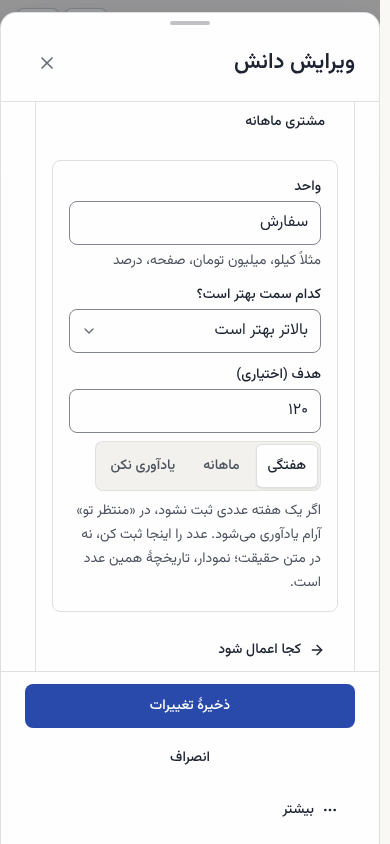 ویرایش دانش
مشتری ماهانه
واحد
سفارش
مثلاً کیلو، میلیون تومان، صفحه، درصد
کدام سمت بهتر است؟
بالاتر بهتر است
هدف (اختیاری)
۱۲۰
هفتگی ماهانه یادآوری نکن
اگر یک هفته عددی ثبت نشود، در «منتظر تو»
آرام یادآوری می‌شود. عدد را اینجا ثبت کن، نه
در متن حقیقت؛ نمودار، تاریخچهٔ همین عدد
است.
کجا اعمال شود
ذخیرهٔ تغییرات
انصراف
بیشتر